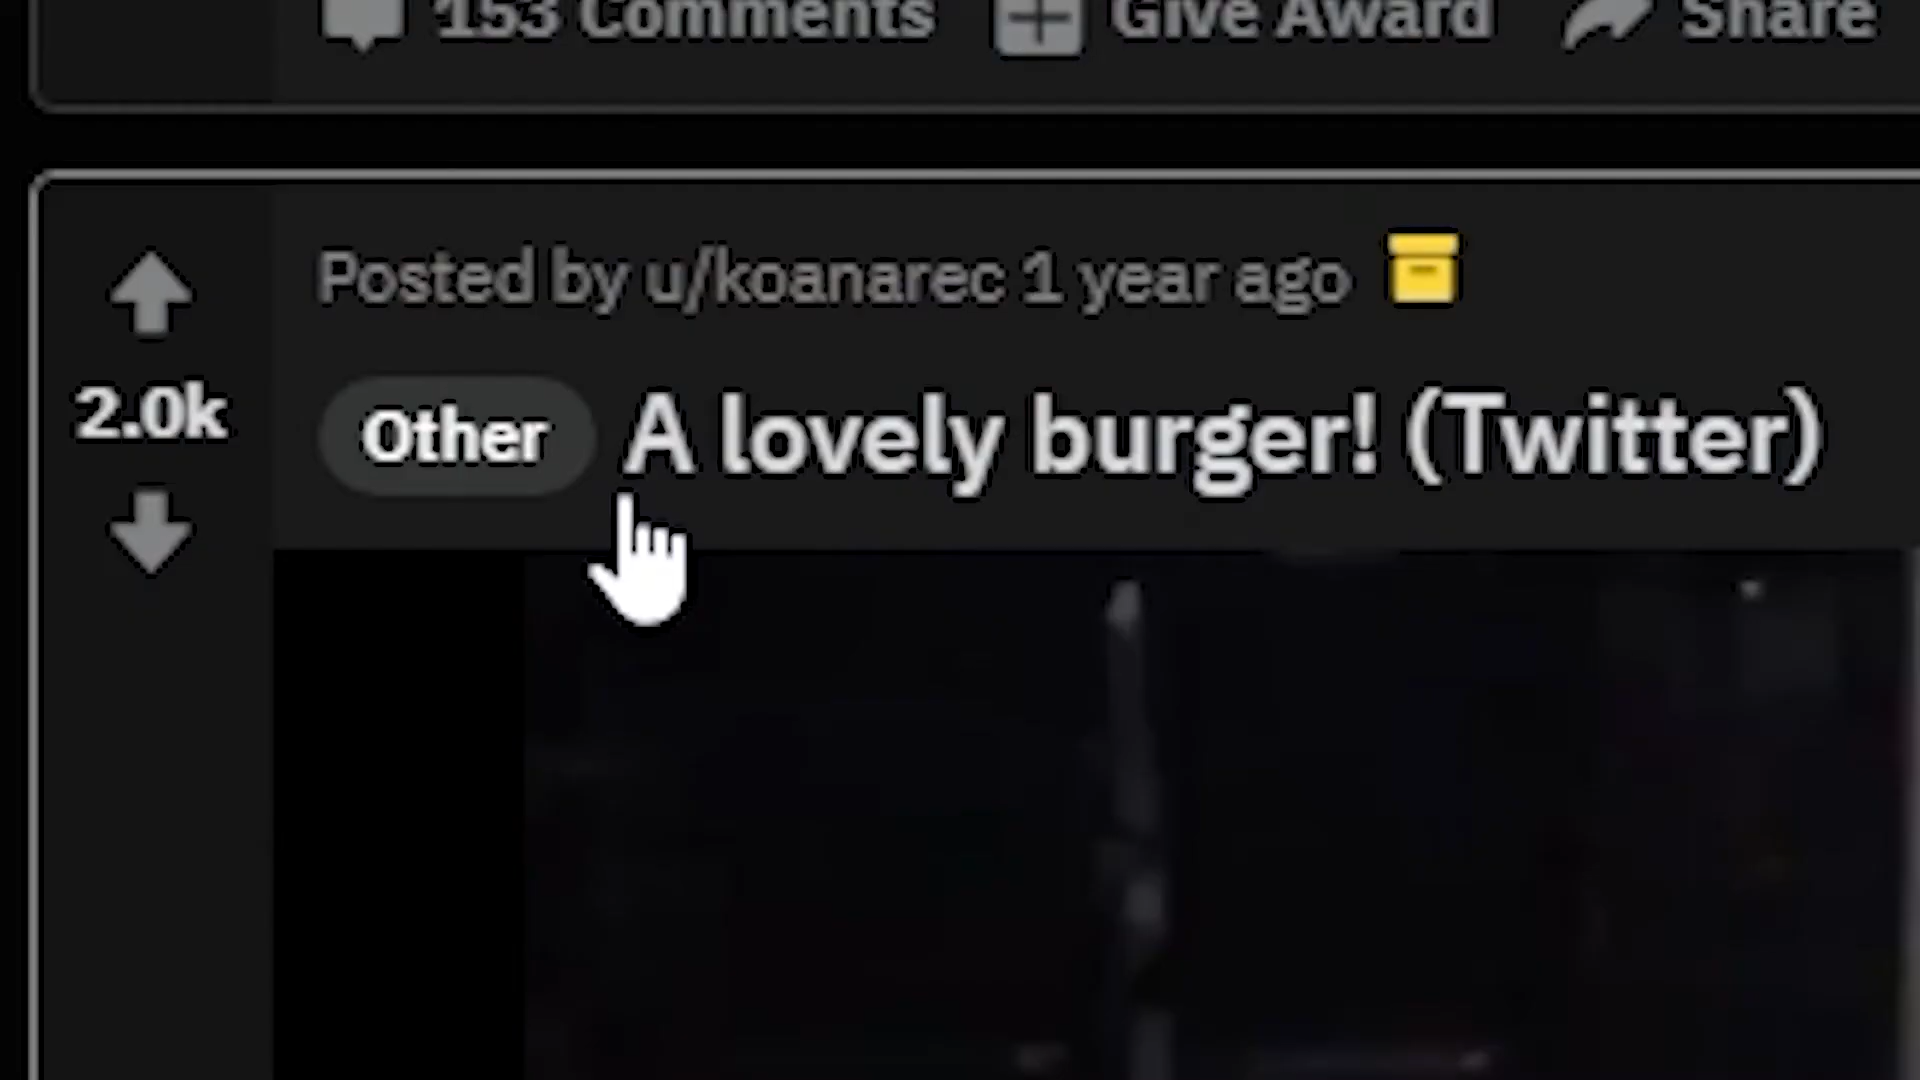 153 Comments Give Award Share
Posted by u/koanarec 1 year ago
2.0k
Other A lovely burger! (Twitter)